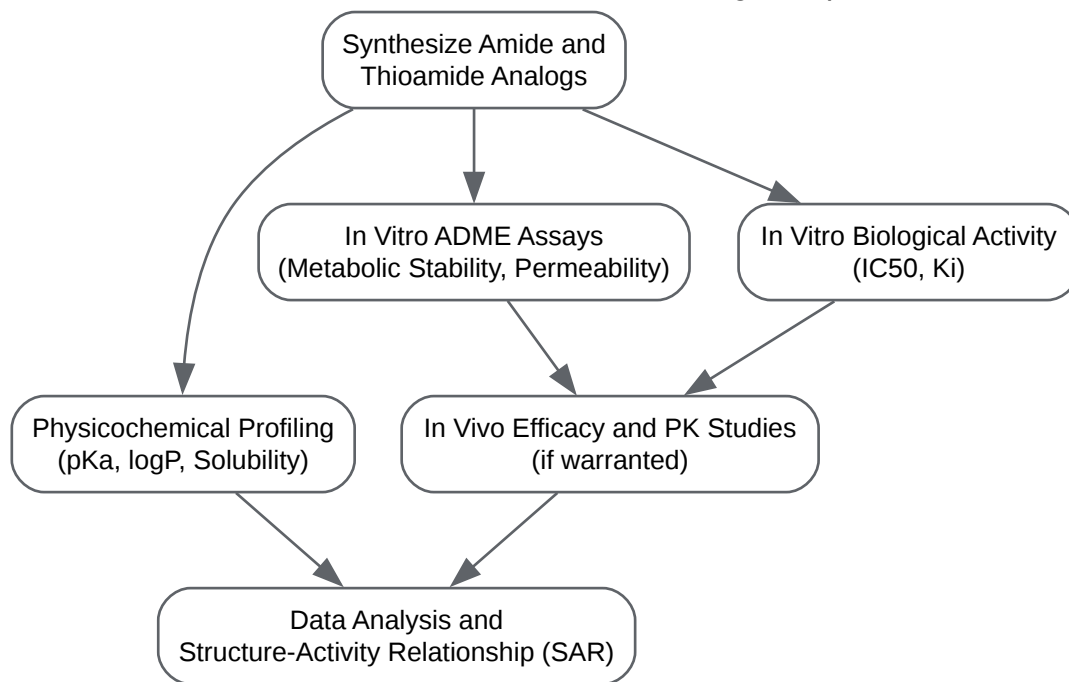 Synthesize Amide and
Thioamide Analogs
In Vitro ADME Assays
(Metabolic Stability, Permeability)
In Vitro Biological Activity
(IC50, Ki)
Physicochemical Profiling
(pKa, logP, Solubility)
In Vivo Efficacy and PK Studies
(if warranted)
Data Analysis and
Structure-Activity Relationship (SAR)